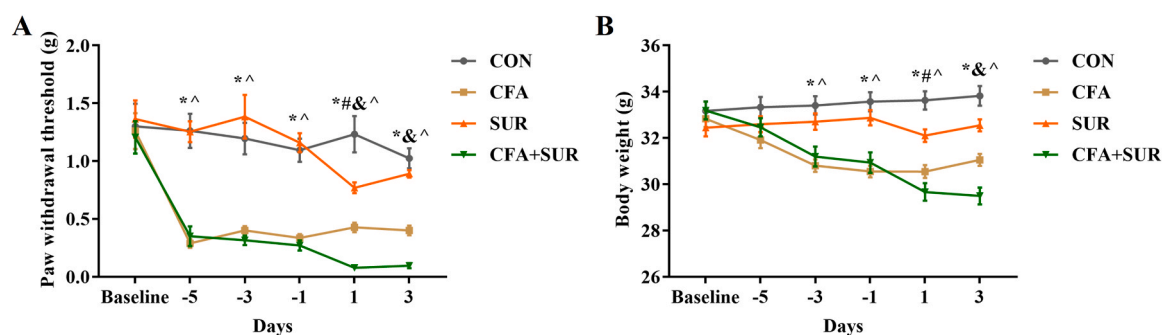 A
Paw withdrawal threshold (g)
2.0
1.5
1.0
0.5
0.0
*^
*^
*^
*#&^
*&^
Baseline -5 -3 -1 1 3
Days
CON
CFA
SUR
CFA+SUR
B
Body weight (g)
36
34
32
30
28
26
*^
*^
*#^
*&^
Baseline -5 -3 -1 1 3
Days
CON
CFA
SUR
CFA+SUR